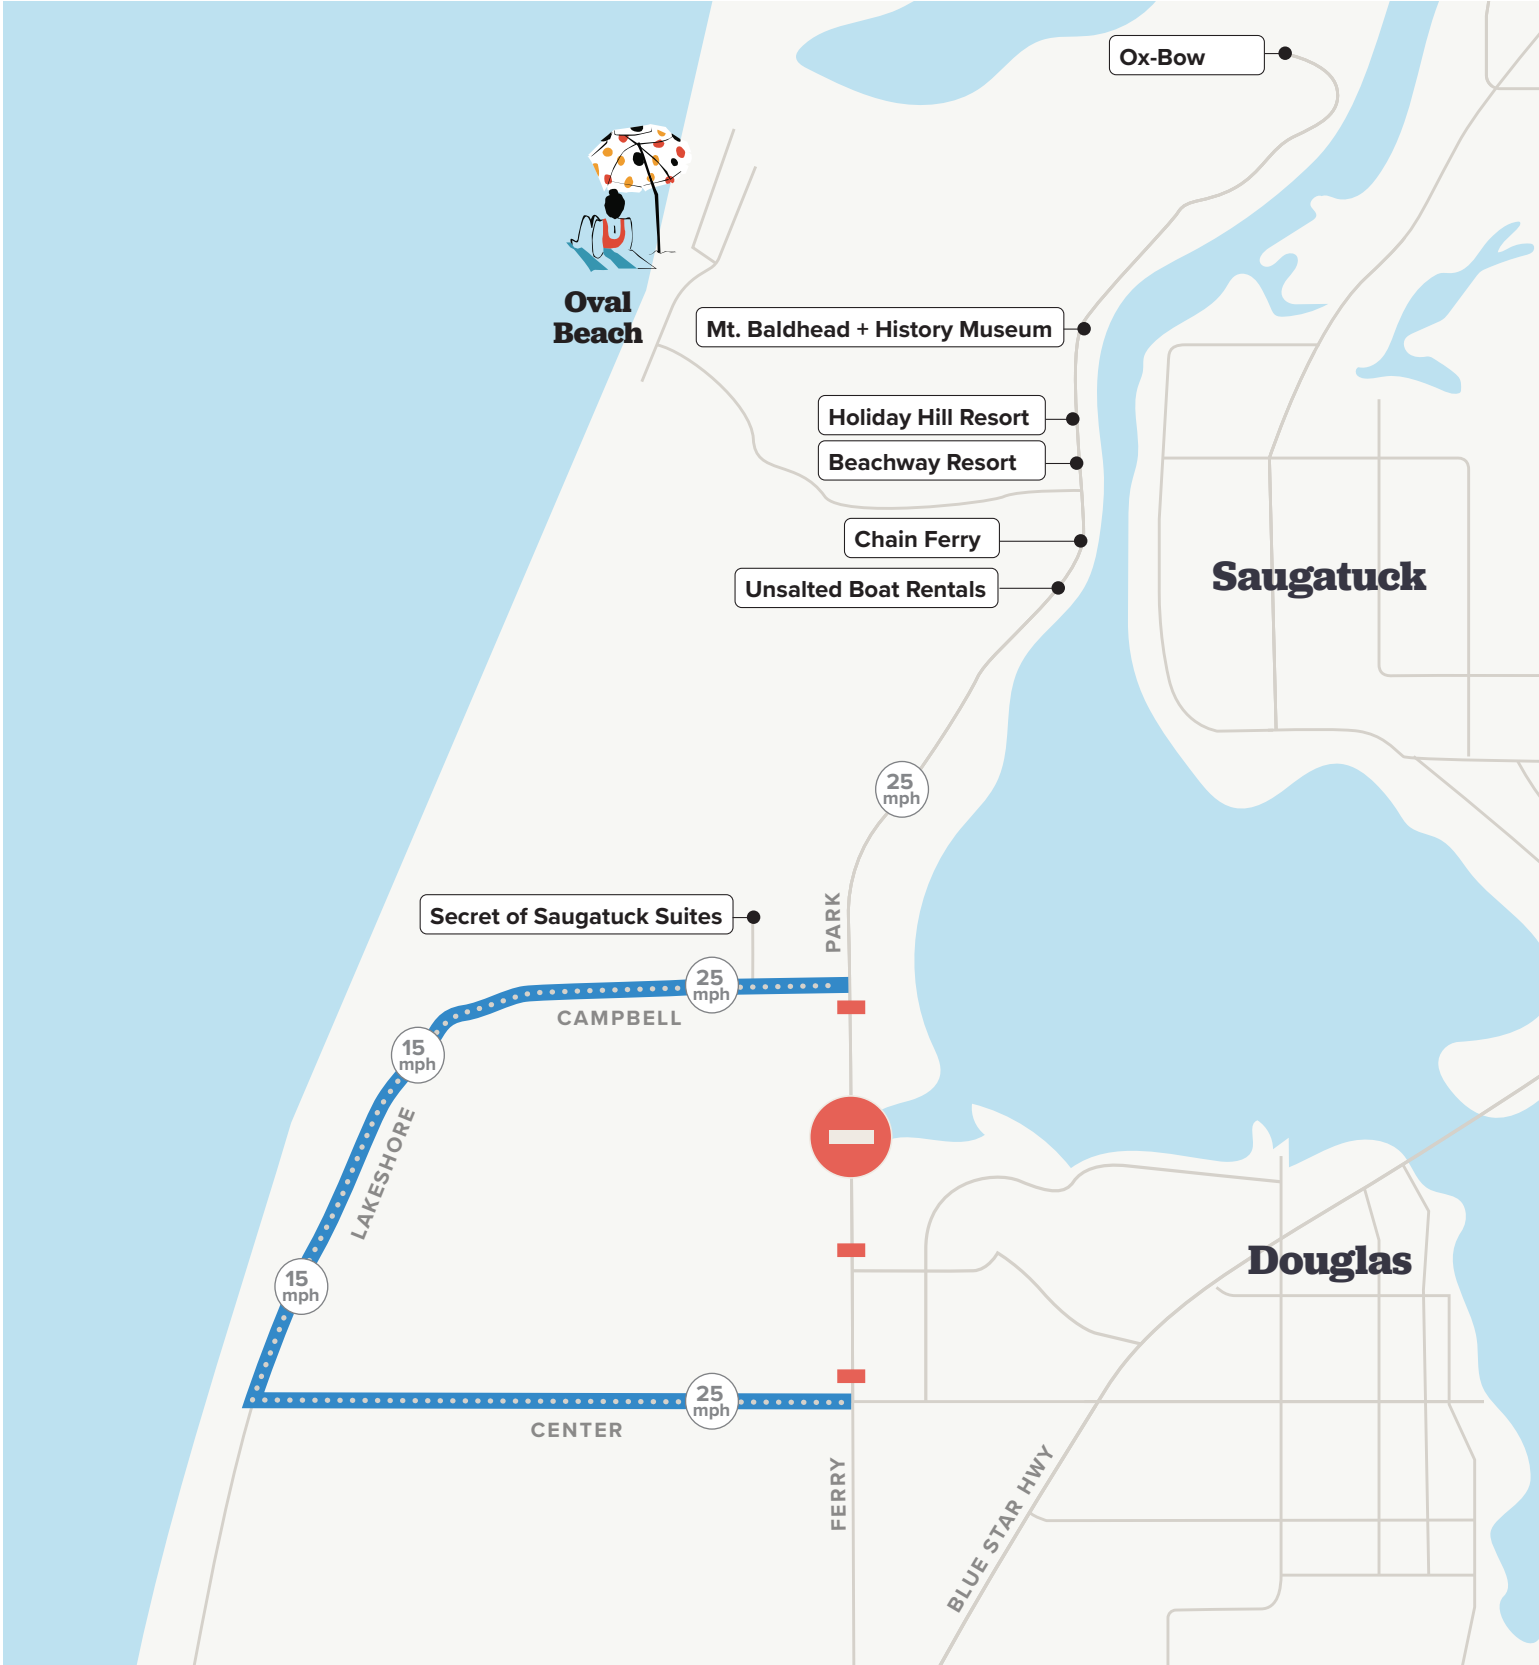 Ox-Bow
Oval
Beach
Mt. Baldhead + History Museum
Holiday Hill Resort
Beachway Resort
Chain Ferry
Unsalted Boat Rentals
Saugatuck
25
mph
PARK
Secret of Saugatuck Suites
25
mph
CAMPBELL
15
mph
LAKESHORE
15
mph
Douglas
25
mph
CENTER
FERRY
BLUE STAR HWY